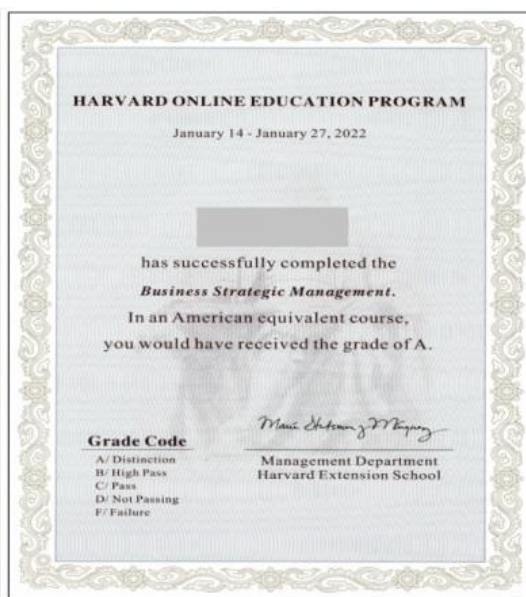 HARVARD ONLINE EDUCATION PROGRAM
January 14 - January 27, 2022
has successfully completed the
Business Strategic Management.
In an American equivalent course,
you would have received the grade of A.
Grade Code
A/ Distinction
B/ High Pass
C/ Pass
D/ Not Passing
F/ Failure
Management Department
Harvard Extension School